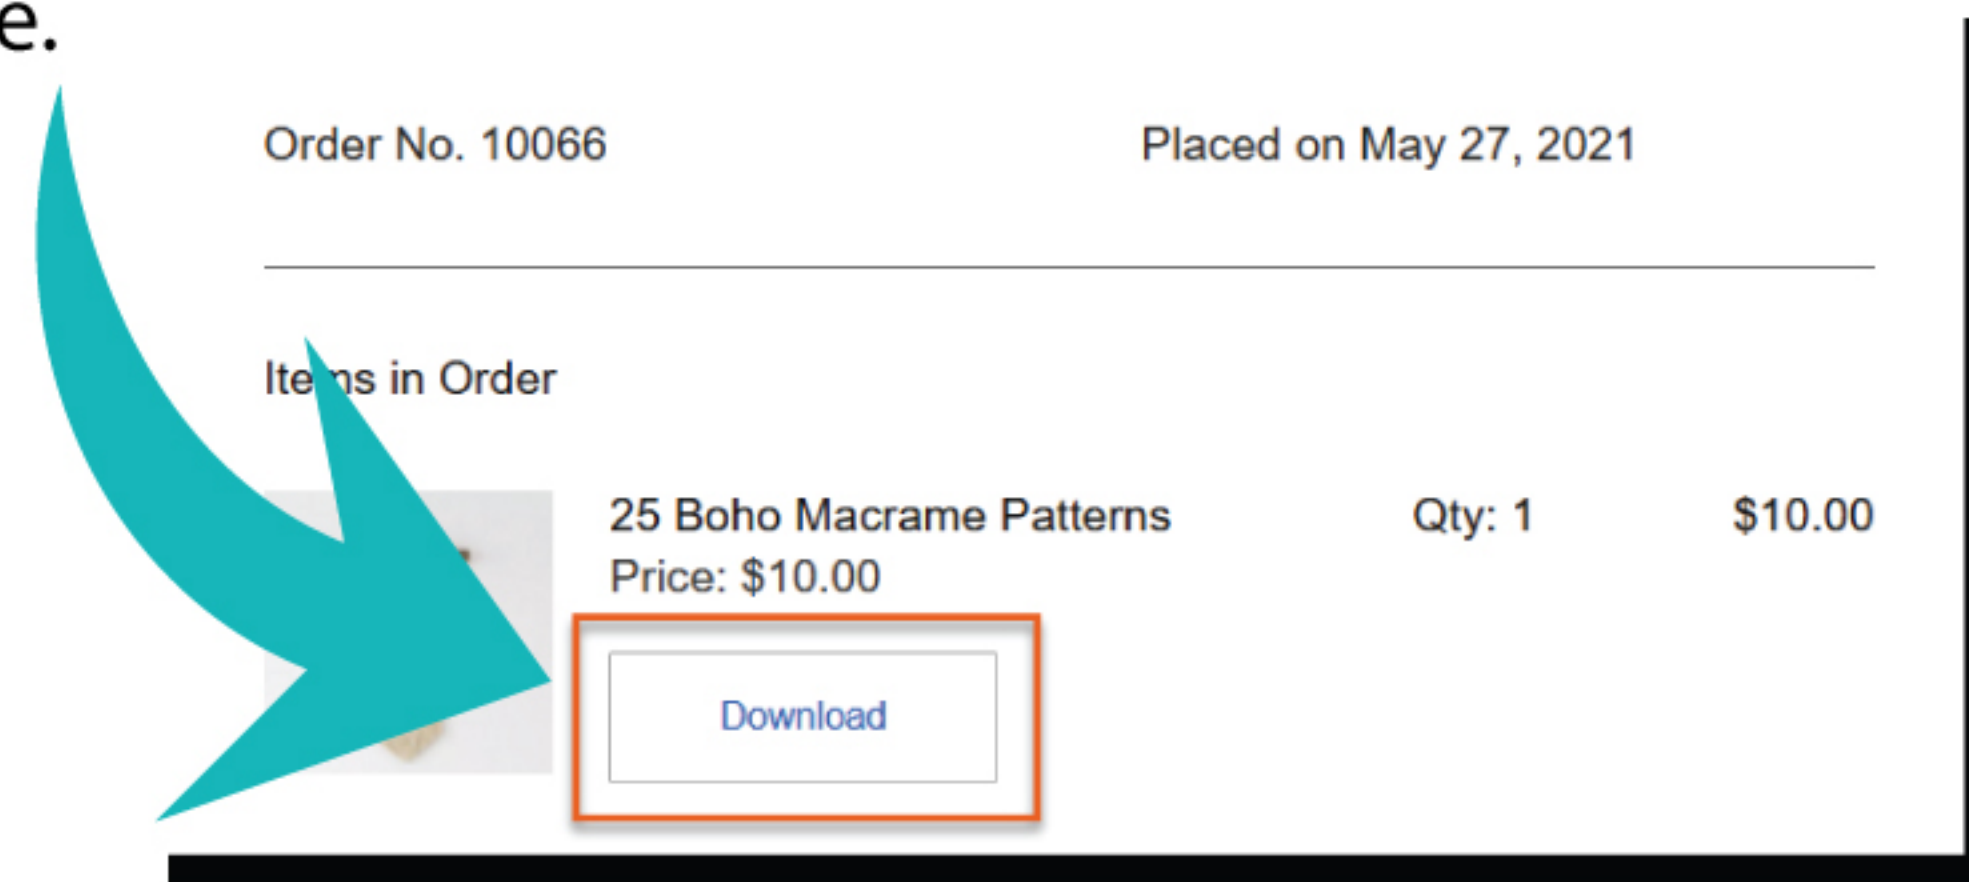 e.
Order No. 10066 Placed on May 27, 2021
Items in Order
25 Boho Macrame Patterns Qty: 1 $10.00
Price: $10.00
Download